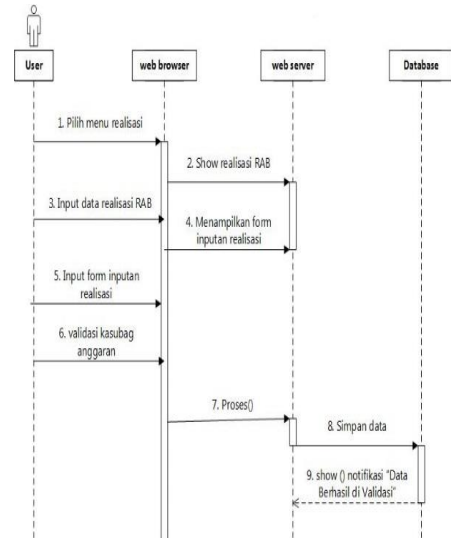 User
web browser
web server
Database
1. Pilih menu realisasi
2. Show realisasi RAB
3. Input data realisasi RAB
4. Menampilkan form
inputan realisasi
5. Input form inputan
realisasi
6. validasi kasubag
anggaran
7. Proses()
8. Simpan data
9. show () notifikasi "Data
Berhasil di Validasi"